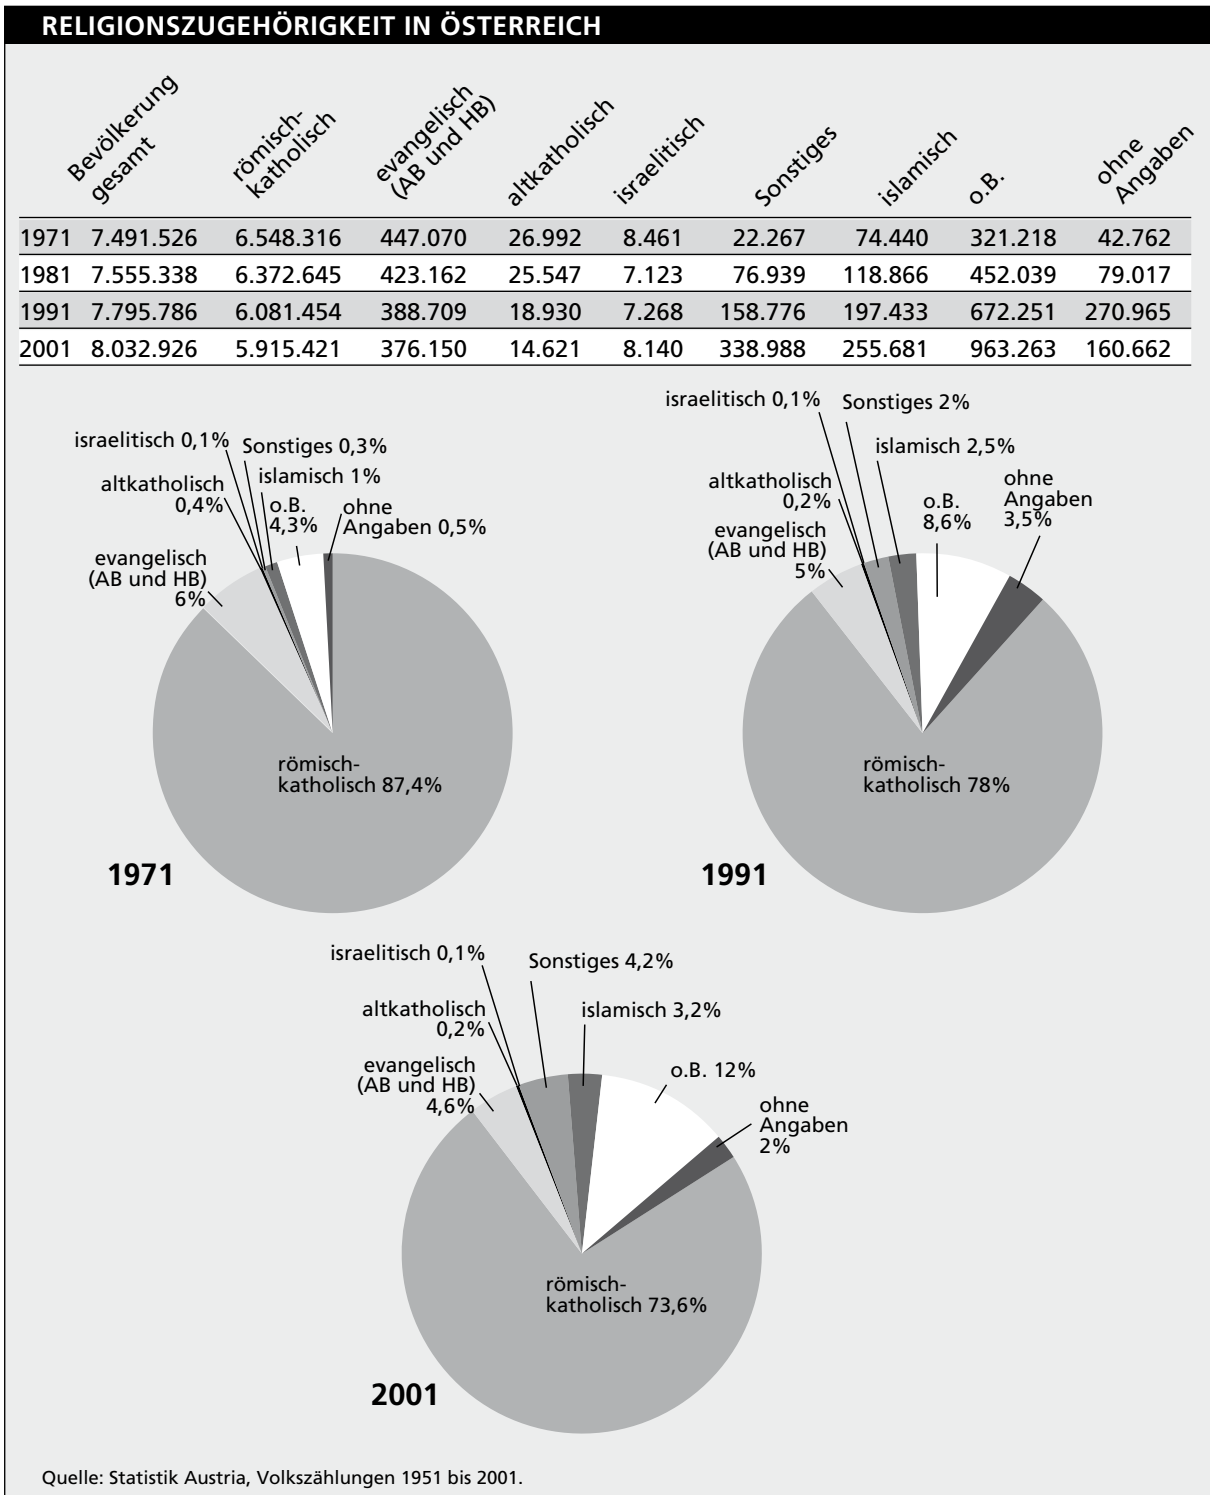 RELIGIONSZUGEHÖRIGKEIT IN ÖSTERREICH
Bevölkerung
gesamt
römisch-
katholisch
evangelisch
(AB und HB)
altkatholisch
israelitisch
Sonstiges
islamisch
o.B.
ohne
Angaben
1971 7.491.526 6.548.316 447.070 26.992 8.461 22.267 74.440 321.218 42.762
1981 7.555.338 6.372.645 423.162 25.547 7.123 76.939 118.866 452.039 79.017
1991 7.795.786 6.081.454 388.709 18.930 7.268 158.776 197.433 672.251 270.965
2001 8.032.926 5.915.421 376.150 14.621 8.140 338.988 255.681 963.263 160.662
israelitisch 0,1%
Sonstiges 0,3%
altkatholisch
0,4%
islamisch 1%
o.B.
4,3%
ohne
Angaben 0,5%
evangelisch
(AB und HB)
6%
römisch-
katholisch 87,4%
1971
israelitisch 0,1%
Sonstiges 2%
islamisch 2,5%
altkatholisch
0,2%
o.B.
8,6%
ohne
Angaben
3,5%
evangelisch
(AB und HB)
5%
römisch-
katholisch 78%
1991
israelitisch 0,1%
Sonstiges 4,2%
altkatholisch
0,2%
islamisch 3,2%
evangelisch
(AB und HB)
4,6%
o.B. 12%
ohne
Angaben
2%
römisch-
katholisch 73,6%
2001
Quelle: Statistik Austria, Volkszählungen 1951 bis 2001.